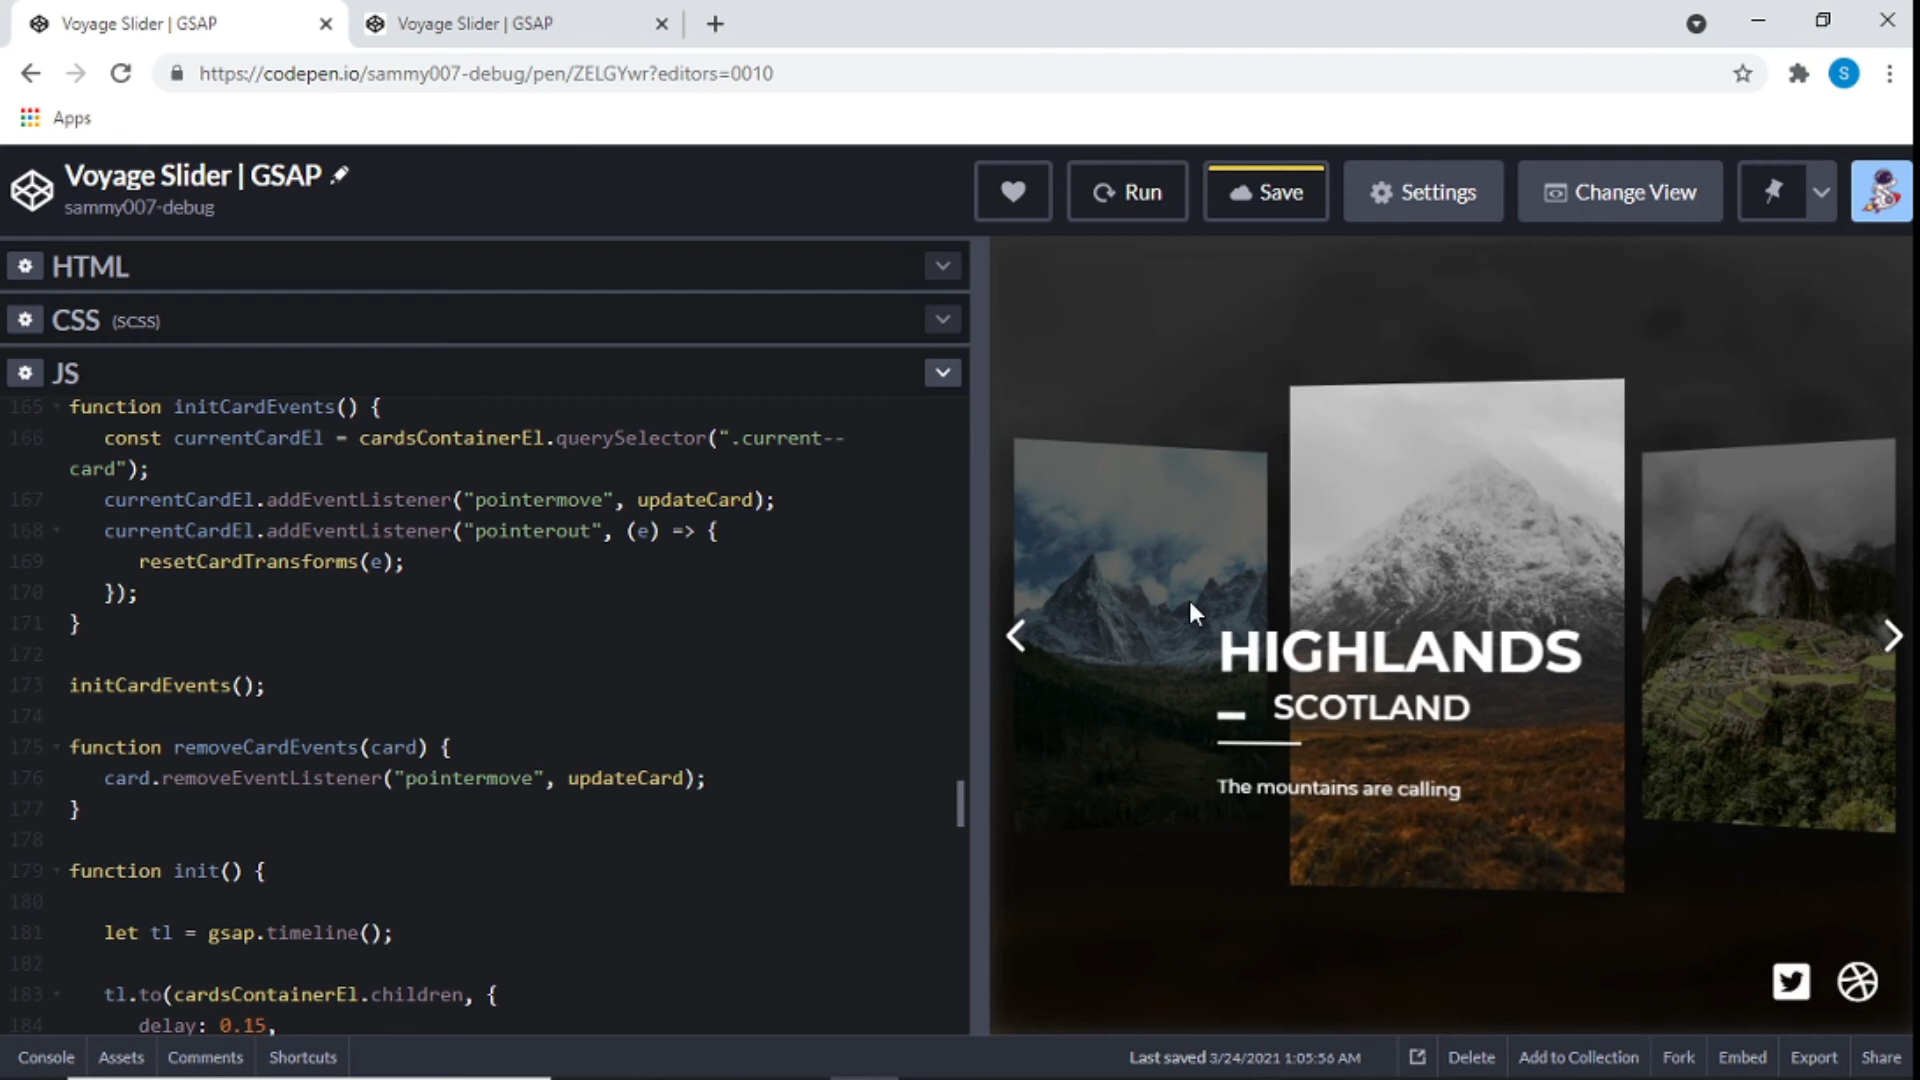 Voyage Slider | GSAP
Voyage Slider | GSAP
https://codepen.io/sammy007-debug/pen/ZELGYwr?editors=0010
S
Apps
Voyage Slider | GSAP
sammy007-debug
Run
Save
Settings
Change View
HTML
CSS (SCSS)
JS
165 function initCardEvents() {
166 const currentCardEl = cardsContainerEl.querySelector(".current--
card");
167 currentCardEl.addEventListener("pointermove", updateCard);
168 currentCardEl.addEventListener("pointerout", (e) => {
169 resetCardTransforms(e);
170 });
171 }
172
173 initCardEvents();
174
175 function removeCardEvents(card) {
176 card.removeEventListener("pointermove", updateCard);
177 }
178
179 function init() {
180
181 let tl = gsap.timeline();
182
183 tl.to(cardsContainerEl.children, {
184 delay: 0.15,
HIGHLANDS
SCOTLAND
The mountains are calling
Console
Assets
Comments
Shortcuts
Last saved 3/24/2021 1:05:56 AM
Delete
Add to Collection
Fork
Embed
Export
Share